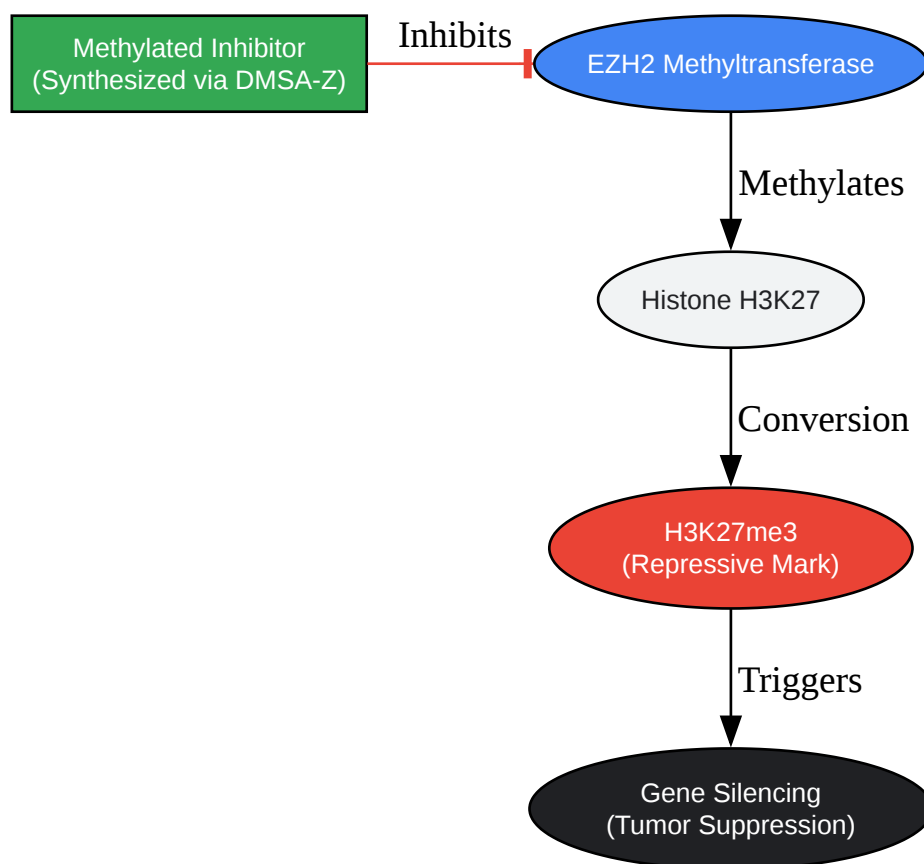 Methylated Inhibitor
(Synthesized via DMSA-Z)
Inhibits
EZH2 Methyltransferase
Methylates
Histone H3K27
Conversion
H3K27me3
(Repressive Mark)
Triggers
Gene Silencing
(Tumor Suppression)